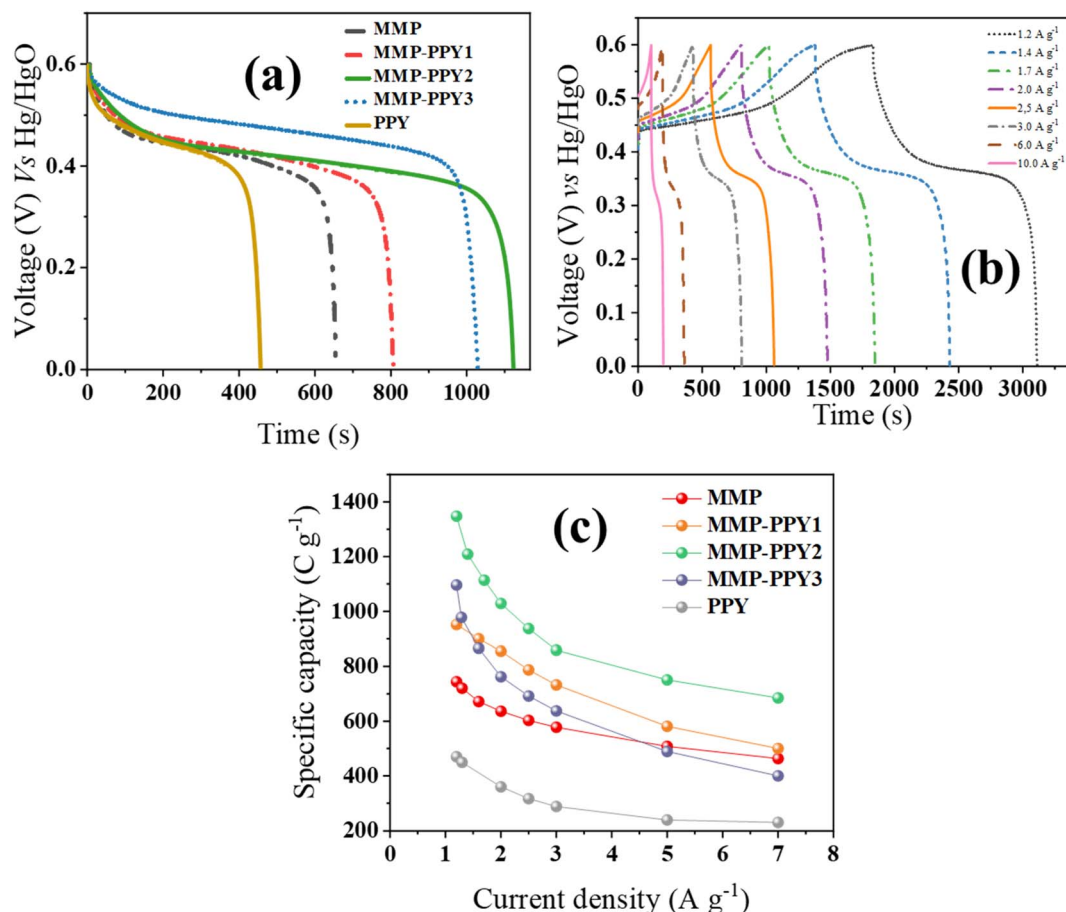 (a)
MMP
MMP-PPY1
MMP-PPY2
MMP-PPY3
PPY
Voltage (V) Vs Hg/HgO
0.6
0.4
0.2
0.0
0 200 400 600 800 1000
Time (s)
(b)
1.2 A g⁻¹
1.4 A g⁻¹
1.7 A g⁻¹
2.0 A g⁻¹
2.5 A g⁻¹
3.0 A g⁻¹
6.0 A g⁻¹
10.0 A g⁻¹
Voltage (V) vs Hg/HgO
0.6
0.5
0.4
0.3
0.2
0.1
0.0
0 500 1000 1500 2000 2500 3000
Time (s)
(c)
MMP
MMP-PPY1
MMP-PPY2
MMP-PPY3
PPY
Specific capacity (C g⁻¹)
1400
1200
1000
800
600
400
200
0 1 2 3 4 5 6 7 8
Current density (A g⁻¹)